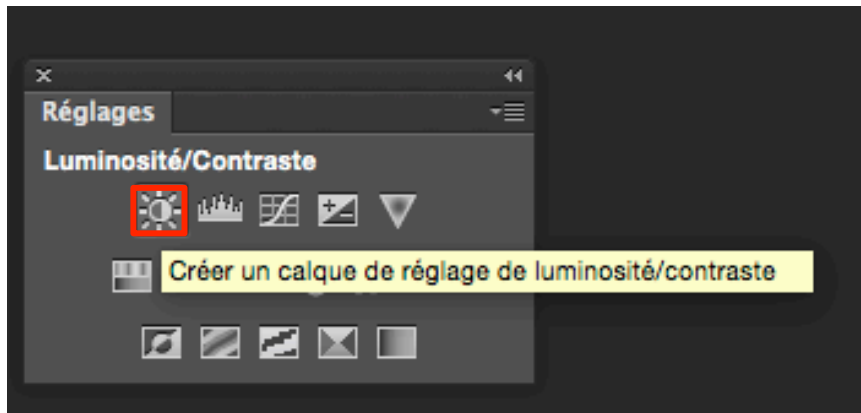 Réglages
Luminosité/Contraste
Créer un calque de réglage de luminosité/contraste